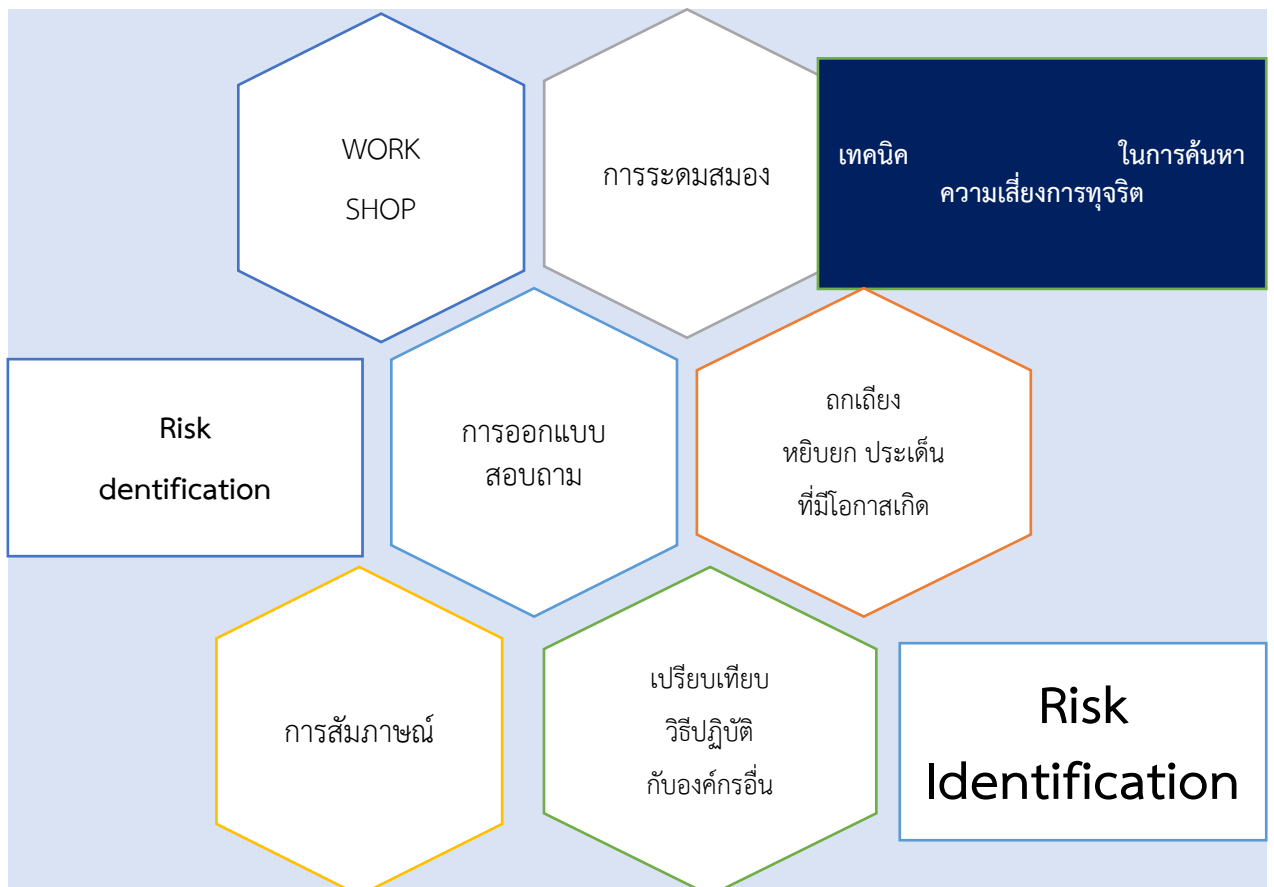 WORK
SHOP
การระดมสมอง
เทคนิค ในการค้นหา
ความเสี่ยงการทุจริต
Risk
dentification
การออกแบบ
สอบถาม
ถกเถียง
หยิบยก ประเด็น
ที่มีโอกาสเกิด
การสัมภาษณ์
เปรียบเทียบ
วิธีปฏิบัติ
กับองค์กรอื่น
Risk
Identification